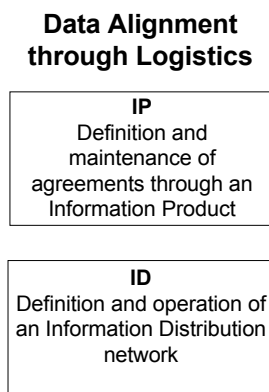 Data Alignment
through Logistics
IP
Definition and
maintenance of
agreements through an
Information Product
ID
Definition and operation of
an Information Distribution
network